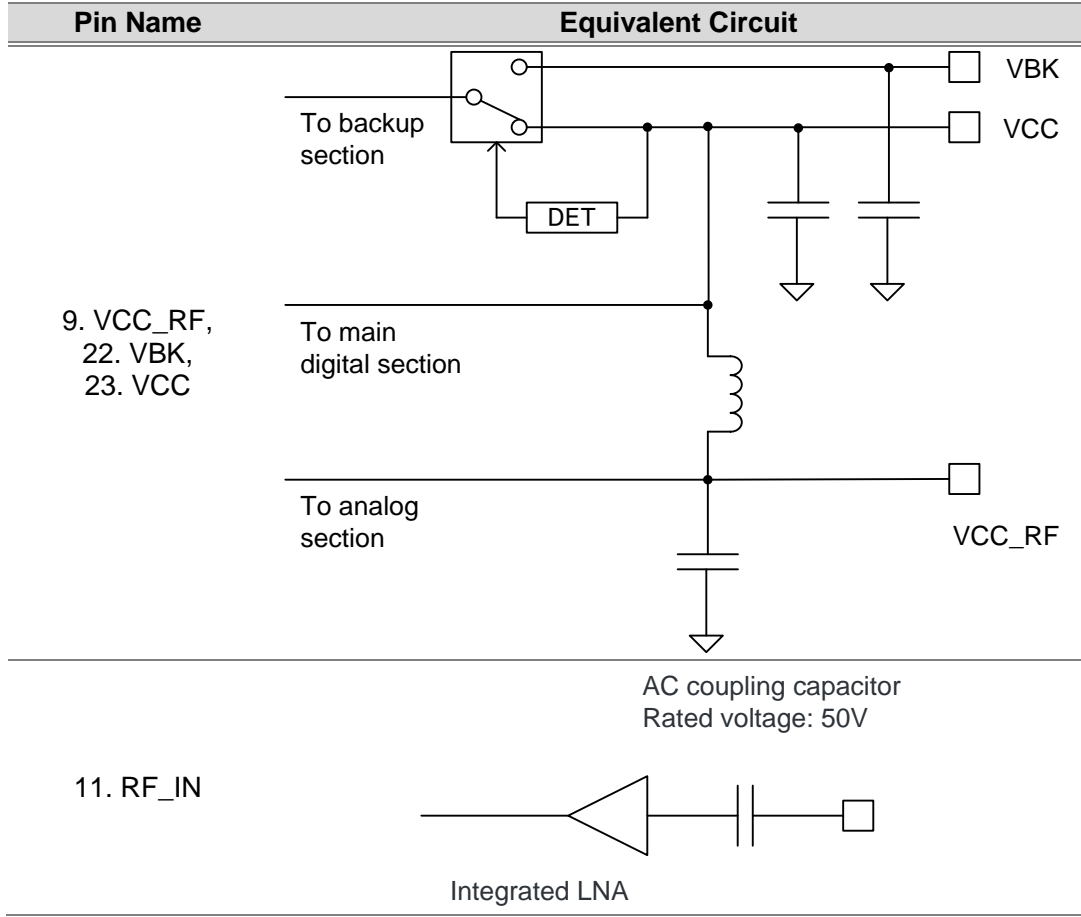 Pin Name
Equivalent Circuit
VBK
VCC
To backup
section
DET
9. VCC_RF,
22. VBK,
23. VCC
To main
digital section
To analog
section
VCC_RF
AC coupling capacitor
Rated voltage: 50V
11. RF_IN
Integrated LNA